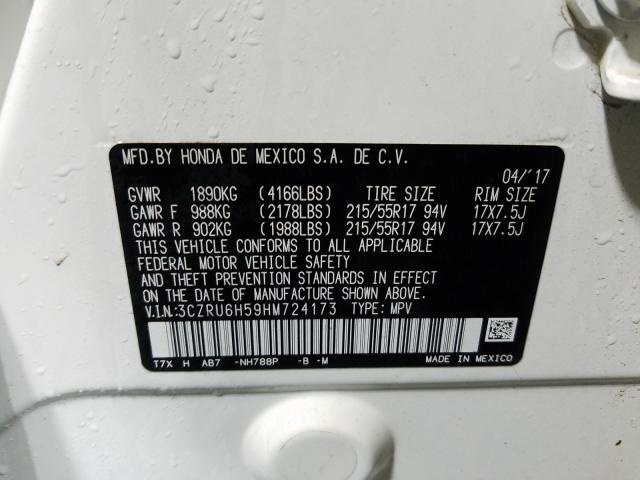 MFD.BY HONDA DE MEXICO S.A. DE C.V.
04/'17
GVWR 1890KG (4166LBS) TIRE SIZE RIM SIZE
GAWR F 988KG (2178LBS) 215/55R17 94V 17X7.5J
GAWR R 902KG (1988LBS) 215/55R17 94V 17X7.5J
THIS VEHICLE CONFORMS TO ALL APPLICABLE
FEDERAL MOTOR VEHICLE SAFETY
AND THEFT PREVENTION STANDARDS IN EFFECT
ON THE DATE OF MANUFACTURE SHOWN ABOVE.
V.I.N.:3CZRU6H59HM724173 TYPE: MPV
T7X H AB7 -NH788P -B -M MADE IN MEXICO